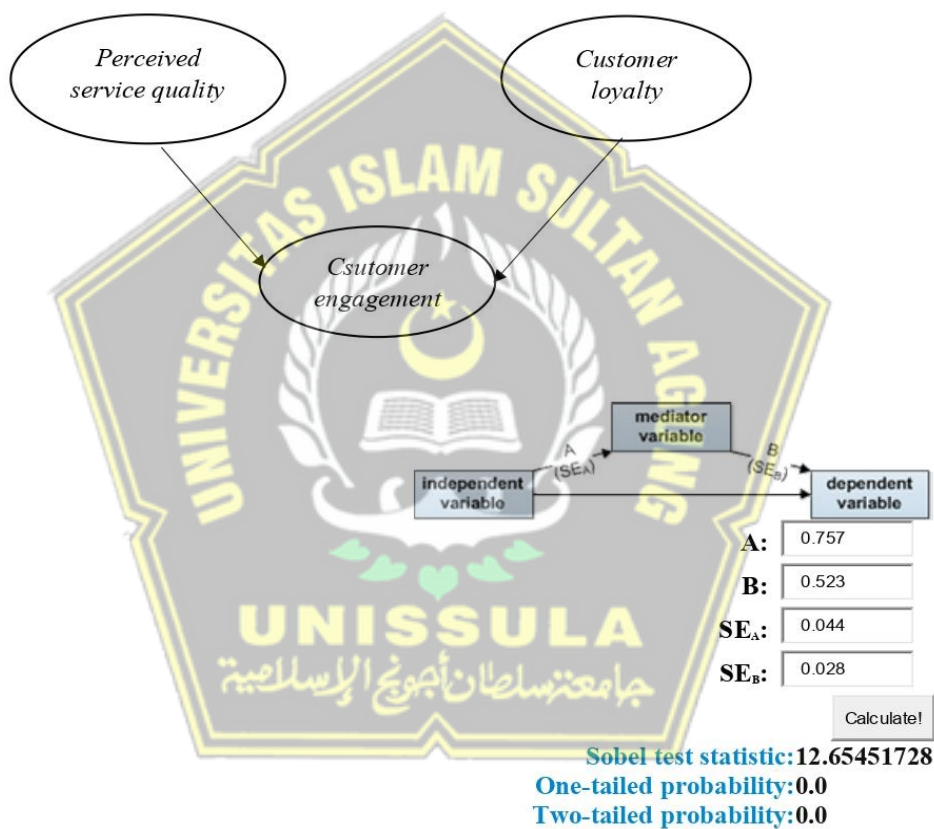 Perceived
service quality
Customer
loyalty
UNIVERSITAS ISLAM SULTAN AGUNG
Csutomer
engagement
mediator
variable
A
(SEA)
B
(SEB)
independent
variable
dependent
variable
A: 0.757
B: 0.523
SEA: 0.044
UNISSULA
SEB: 0.028
جامعتنسلطان أجونج الإسلامية
Calculate!
Sobel test statistic:12.65451728
One-tailed probability:0.0
Two-tailed probability:0.0